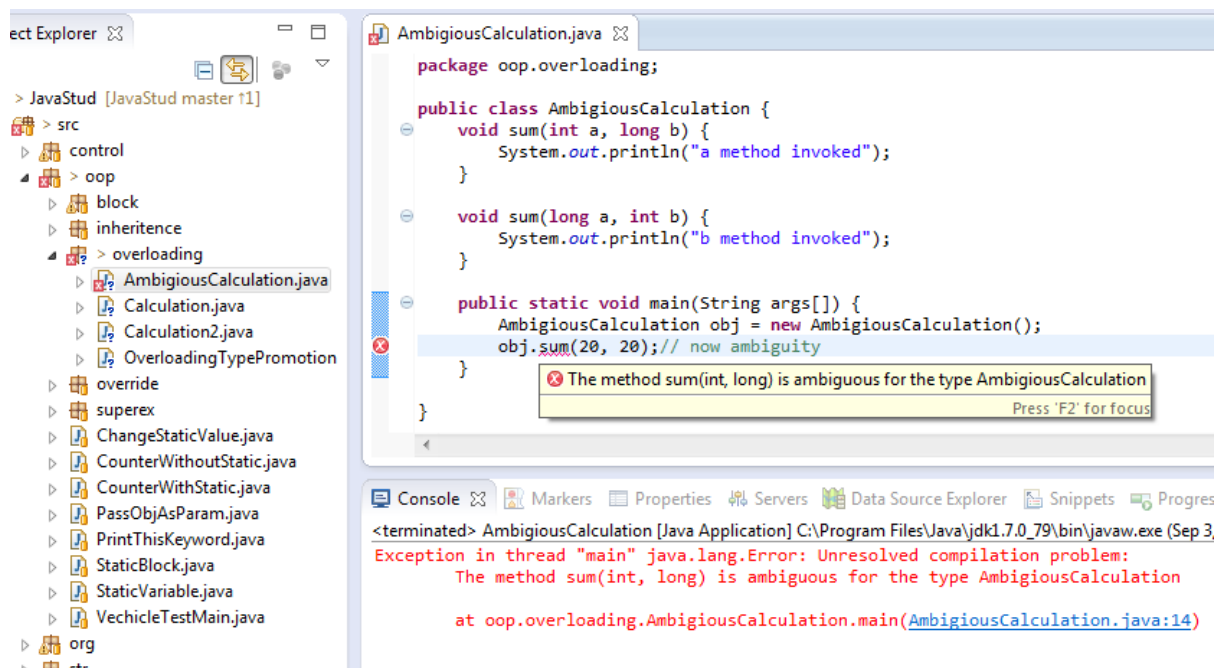 ect Explorer
> JavaStud [JavaStud master ↑1]
> src
control
> oop
block
inheritence
> overloading
AmbigiousCalculation.java
Calculation.java
Calculation2.java
OverloadingTypePromotion
override
superex
ChangeStaticValue.java
CounterWithoutStatic.java
CounterWithStatic.java
PassObjAsParam.java
PrintThisKeyword.java
StaticBlock.java
StaticVariable.java
VechicleTestMain.java
org
str
AmbigiousCalculation.java
package oop.overloading;
public class AmbigiousCalculation {
void sum(int a, long b) {
System.out.println("a method invoked");
}
void sum(long a, int b) {
System.out.println("b method invoked");
}
public static void main(String args[]) {
AmbigiousCalculation obj = new AmbigiousCalculation();
obj.sum(20, 20);// now ambiguity
}
The method sum(int, long) is ambiguous for the type AmbigiousCalculation
Press 'F2' for focus
}
Console Markers Properties Servers Data Source Explorer Snippets Progres
<terminated> AmbigiousCalculation [Java Application] C:\Program Files\Java\jdk1.7.0_79\bin\javaw.exe (Sep 3,
Exception in thread "main" java.lang.Error: Unresolved compilation problem:
The method sum(int, long) is ambiguous for the type AmbigiousCalculation
at oop.overloading.AmbigiousCalculation.main(AmbigiousCalculation.java:14)